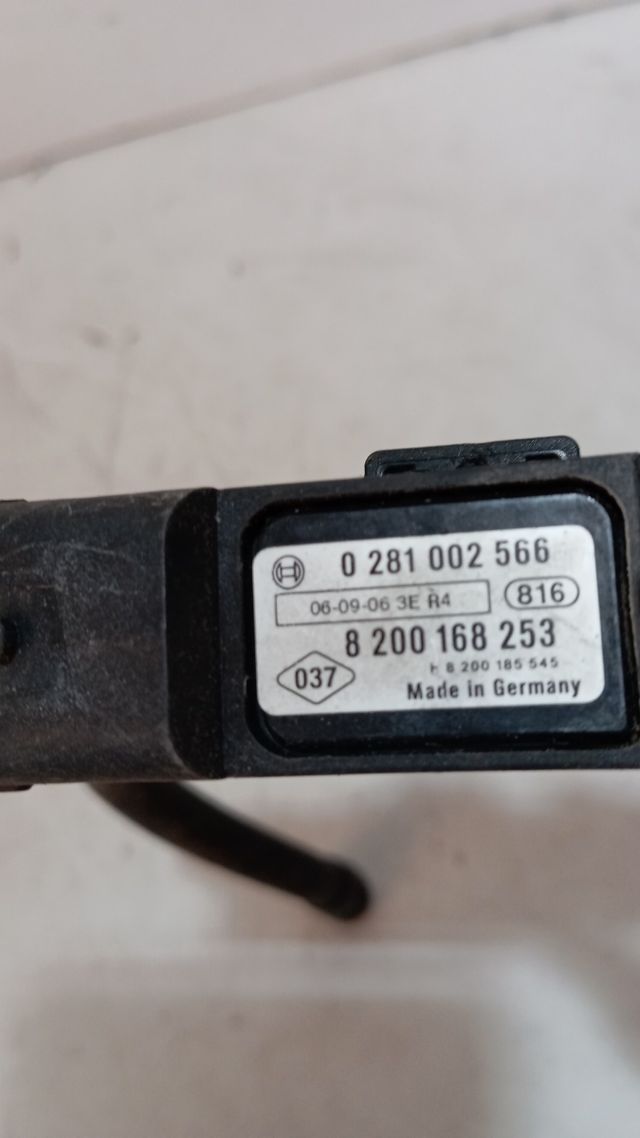 0 281 002 566
06-09-06 3E R4
816
8 200 168 253
H 8 200 185 545
037
Made in Germany